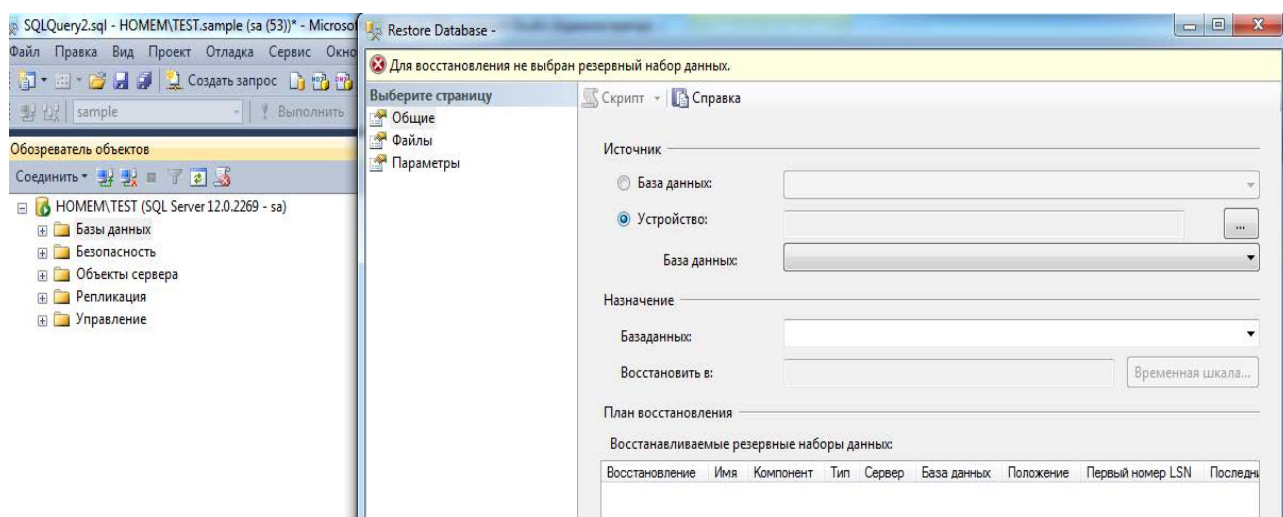 SQLQuery2.sql - HOMEM\TEST.sample (sa (53))* - Microsof
Файл Правка Вид Проект Отладка Сервис Окно
Создать запрос
sample
Выполнить
Обозреватель объектов
Соединить
HOMEM\TEST (SQL Server 12.0.2269 - sa)
Базы данных
Безопасность
Объекты сервера
Репликация
Управление
Restore Database -
Для восстановления не выбран резервный набор данных.
Выберите страницу
Общие
Файлы
Параметры
Скрипт
Справка
Источник
База данных:
Устройство:
...
База данных:
Назначение
Базаданных:
Восстановить в:
Временная шкала...
План восстановления
Восстанавливаемые резервные наборы данных:
Восстановление Имя Компонент Тип Сервер База данных Положение Первый номер LSN Последн